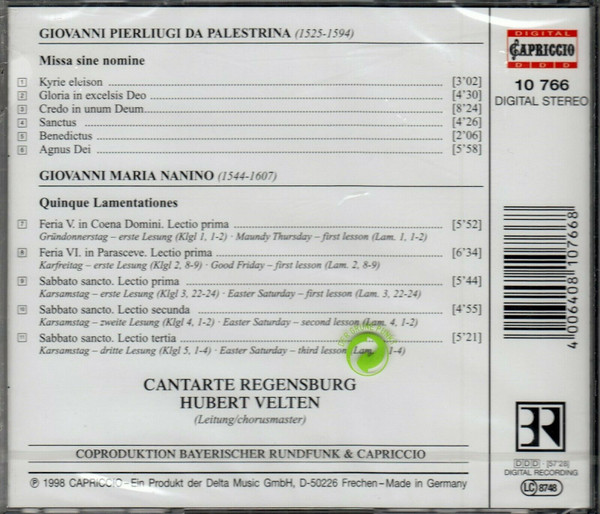 GIOVANNI PIERLIUGI DA PALESTRINA (1525-1594)
Missa sine nomine
1 Kyrie eleison [3'02]
2 Gloria in excelsis Deo [4'30]
3 Credo in unum Deum [8'24]
4 Sanctus [4'26]
5 Benedictus [2'06]
6 Agnus Dei [5'58]
GIOVANNI MARIA NANINO (1544-1607)
Quinque Lamentationes
7 Feria V. in Coena Domini. Lectio prima [5'52]
Gründonnerstag – erste Lesung (Klgl 1, 1-2) · Maundy Thursday – first lesson (Lam. 1, 1-2)
8 Feria VI. in Parasceve. Lectio prima [6'34]
Karfreitag – erste Lesung (Klgl 2, 8-9) · Good Friday – first lesson (Lam. 2, 8-9)
9 Sabbato sancto. Lectio prima [5'44]
Karsamstag – erste Lesung (Klgl 3, 22-24) · Easter Saturday – first lesson (Lam. 3, 22-24)
10 Sabbato sancto. Lectio secunda [4'55]
Karsamstag – zweite Lesung (Klgl 4, 1-2) · Easter Saturday – second lesson (Lam. 4, 1-2)
11 Sabbato sancto. Lectio tertia [5'21]
Karsamstag – dritte Lesung (Klgl 5, 1-4) · Easter Saturday – third lesson (Lam. 1-4)
CANTARTE REGENSBURG
HUBERT VELTEN
(Leitung/chorusmaster)
COPRODUKTION BAYERISCHER RUNDFUNK & CAPRICCIO
℗ 1998 CAPRICCIO – Ein Produkt der Delta Music GmbH, D-50226 Frechen – Made in Germany
DIGITAL
CAPRICCIO
D D D
10 766
DIGITAL STEREO
4 006408 107668
BR
DDD · [57'28]
DIGITAL RECORDING
LC 8748